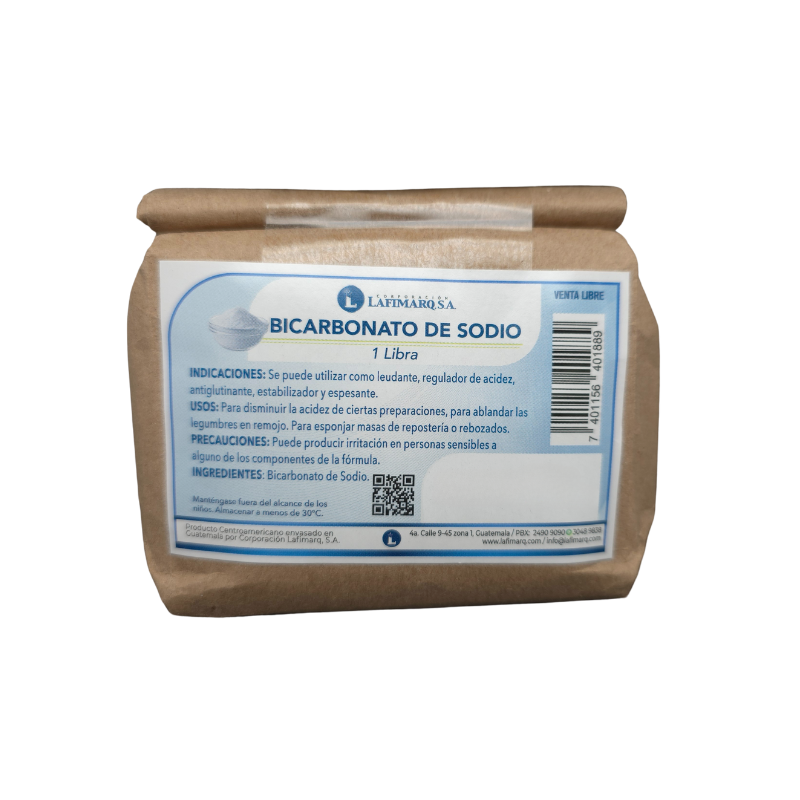 CORPORACIÓN
LAFIMARQ, S.A.
VENTA LIBRE
BICARBONATO DE SODIO
1 Libra
INDICACIONES: Se puede utilizar como leudante, regulador de acidez,
antiglutinante, estabilizador y espesante.
USOS: Para disminuir la acidez de ciertas preparaciones, para ablandar las
legumbres en remojo. Para esponjar masas de repostería o rebozados.
PRECAUCIONES: Puede producir irritación en personas sensibles a
alguno de los componentes de la fórmula.
INGREDIENTES: Bicarbonato de Sodio.
Manténgase fuera del alcance de los
niños. Almacenar a menos de 30°C.
7 401156 401889
Producto Centroamericano envasado en
Guatemala por Corporación Lafimarq, S.A.
L
4a. Calle 9-45 zona 1, Guatemala / PBX: 2490 9090 3048 9808
www.lafimarq.com / info@lafimarq.com